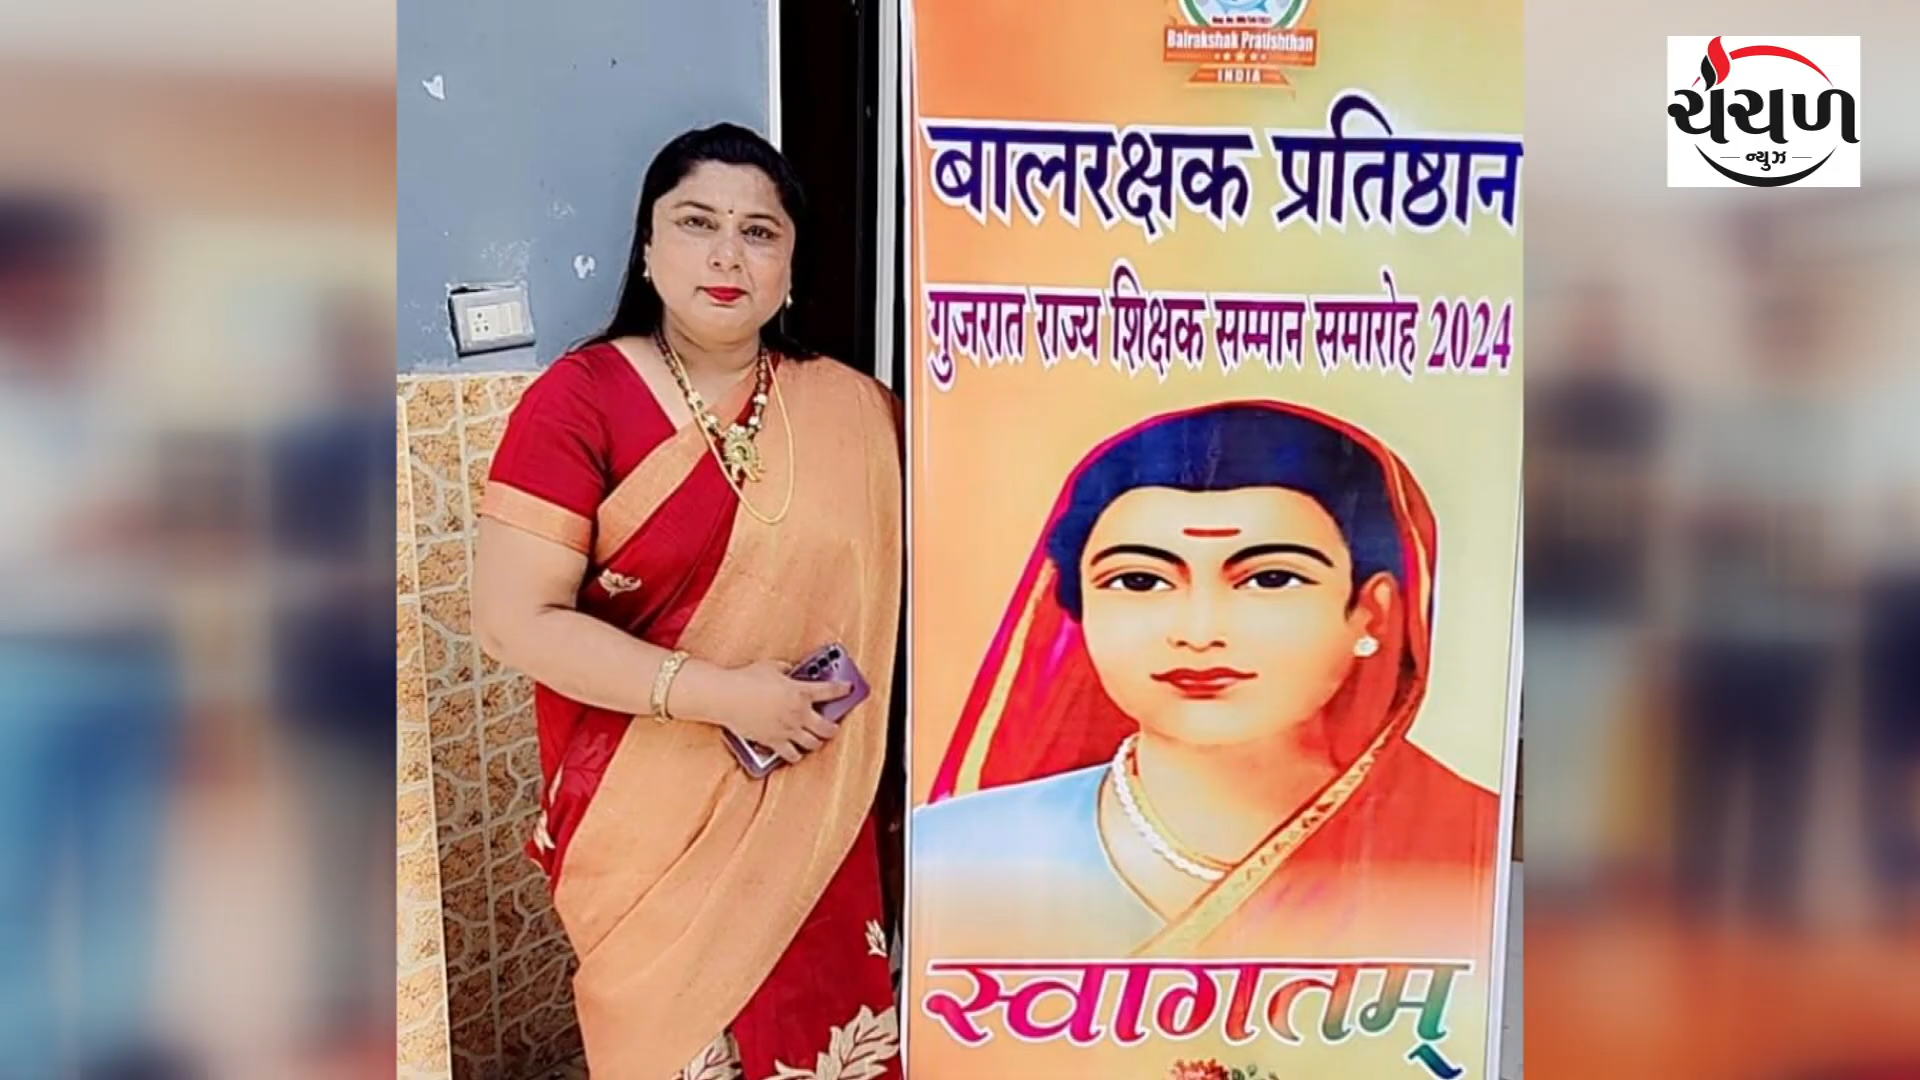 Balrakshak Pratishthan
INDIA
बालरक्षक प्रतिष्ठान
गुजरात राज्य शिक्षक सम्मान समारोह 2024
स्वागतम्
ચંચળ
ન્યુઝ